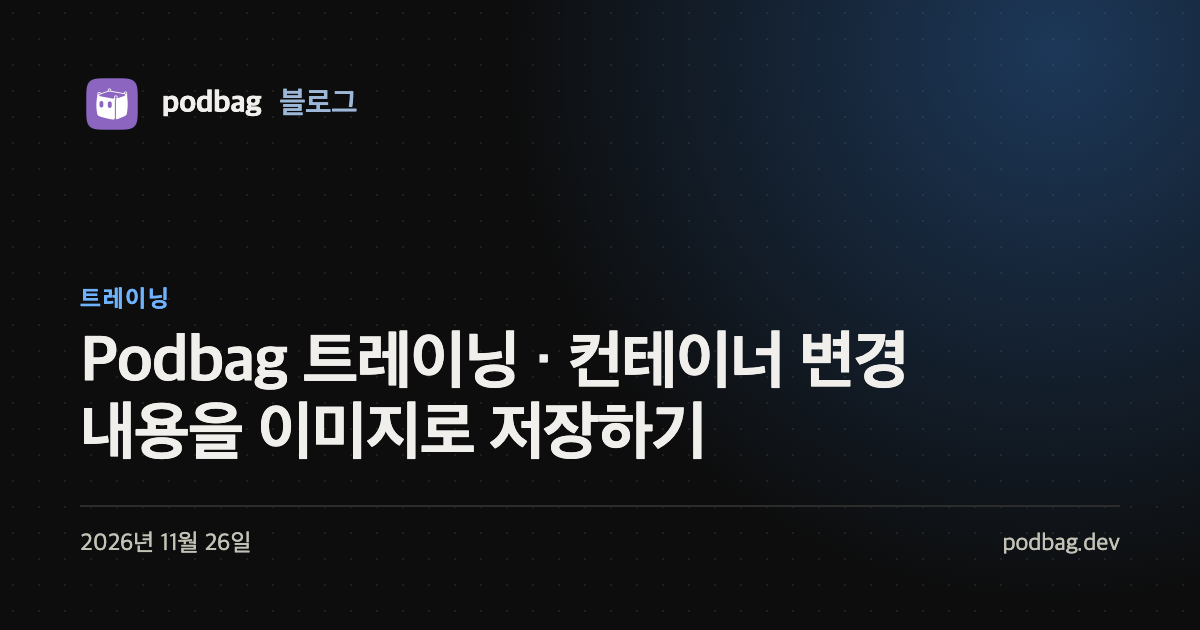 podbag 블로그
트레이닝
Podbag 트레이닝 · 컨테이너 변경
내용을 이미지로 저장하기
2026년 11월 26일
podbag.dev